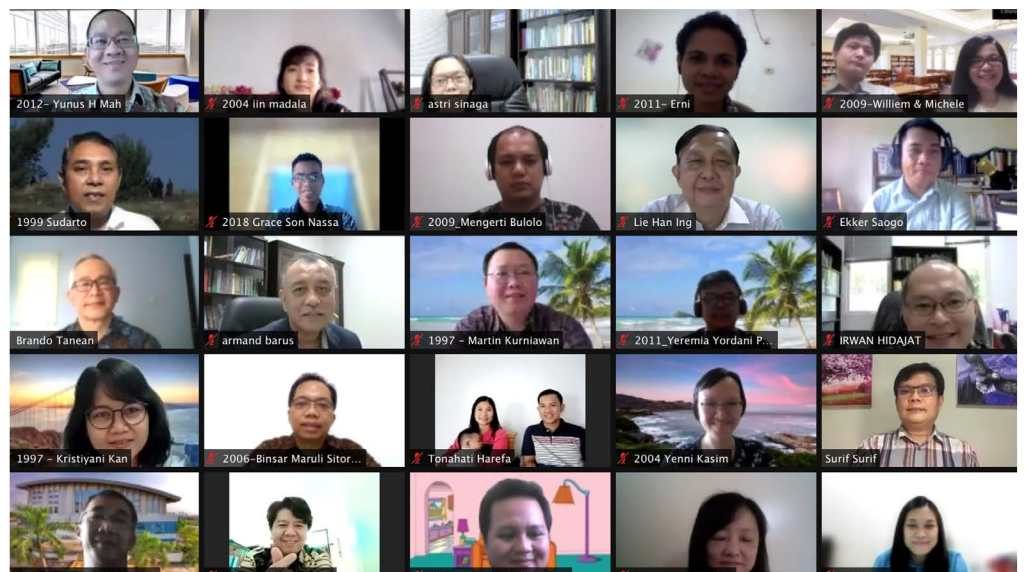 2012- Yunus H Mah
2004 iin madala
astri sinaga
2011- Erni
2009-Williem & Michele
1999 Sudarto
2018 Grace Son Nassa
2009_Mengerti Bulolo
Lie Han Ing
Ekker Saogo
Brando Tanean
armand barus
1997 - Martin Kurniawan
2011_Yeremia Yordani P...
IRWAN HIDAJAT
1997 - Kristiyani Kan
2006-Binsar Maruli Sitor...
Tonahati Harefa
2004 Yenni Kasim
Surif Surif